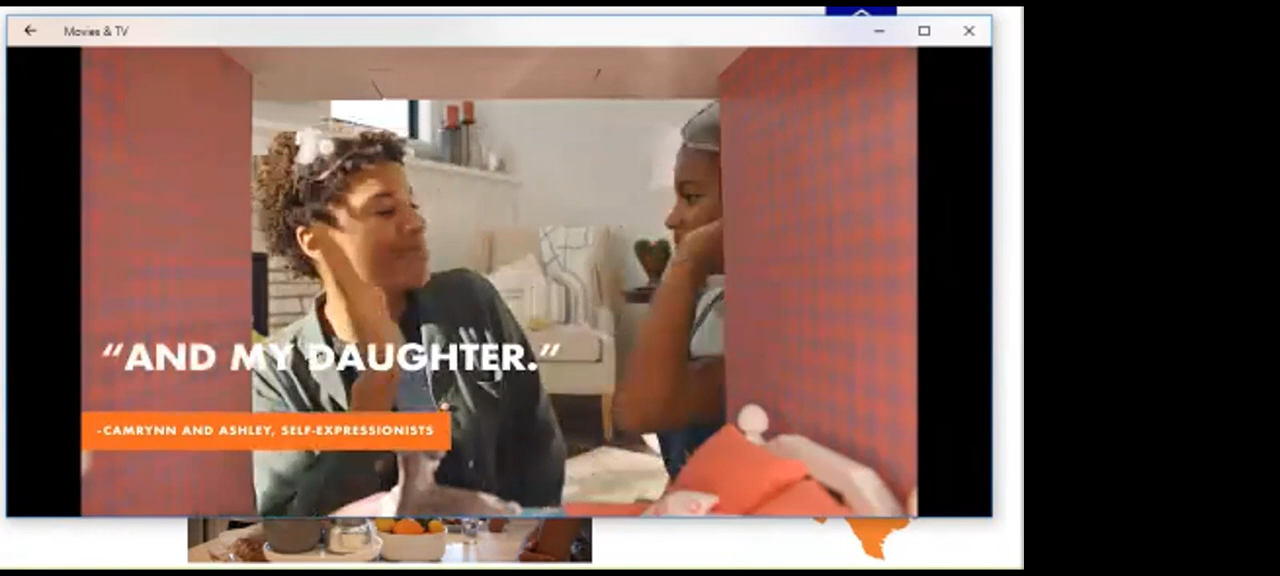 Movies & TV
“AND MY DAUGHTER.”
-CAMRYNN AND ASHLEY, SELF-EXPRESSIONISTS